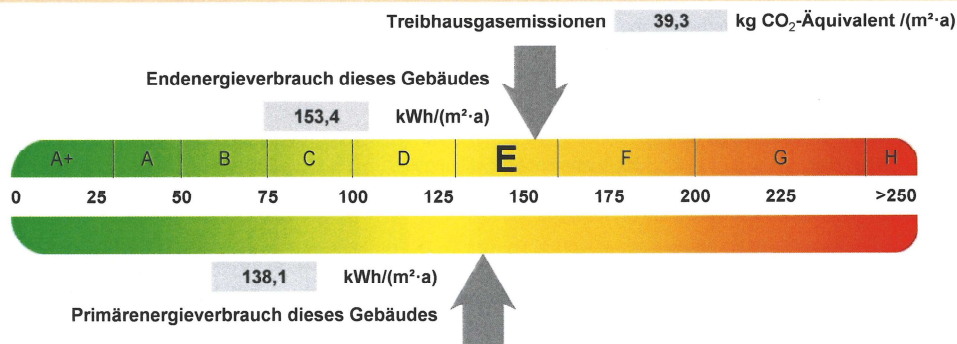 Treibhausgasemissionen 39,3 kg CO₂-Äquivalent /(m²·a)
Endenergieverbrauch dieses Gebäudes
153,4 kWh/(m²·a)
A+ A B C D E F G H
0 25 50 75 100 125 150 175 200 225 >250
138,1 kWh/(m²·a)
Primärenergieverbrauch dieses Gebäudes